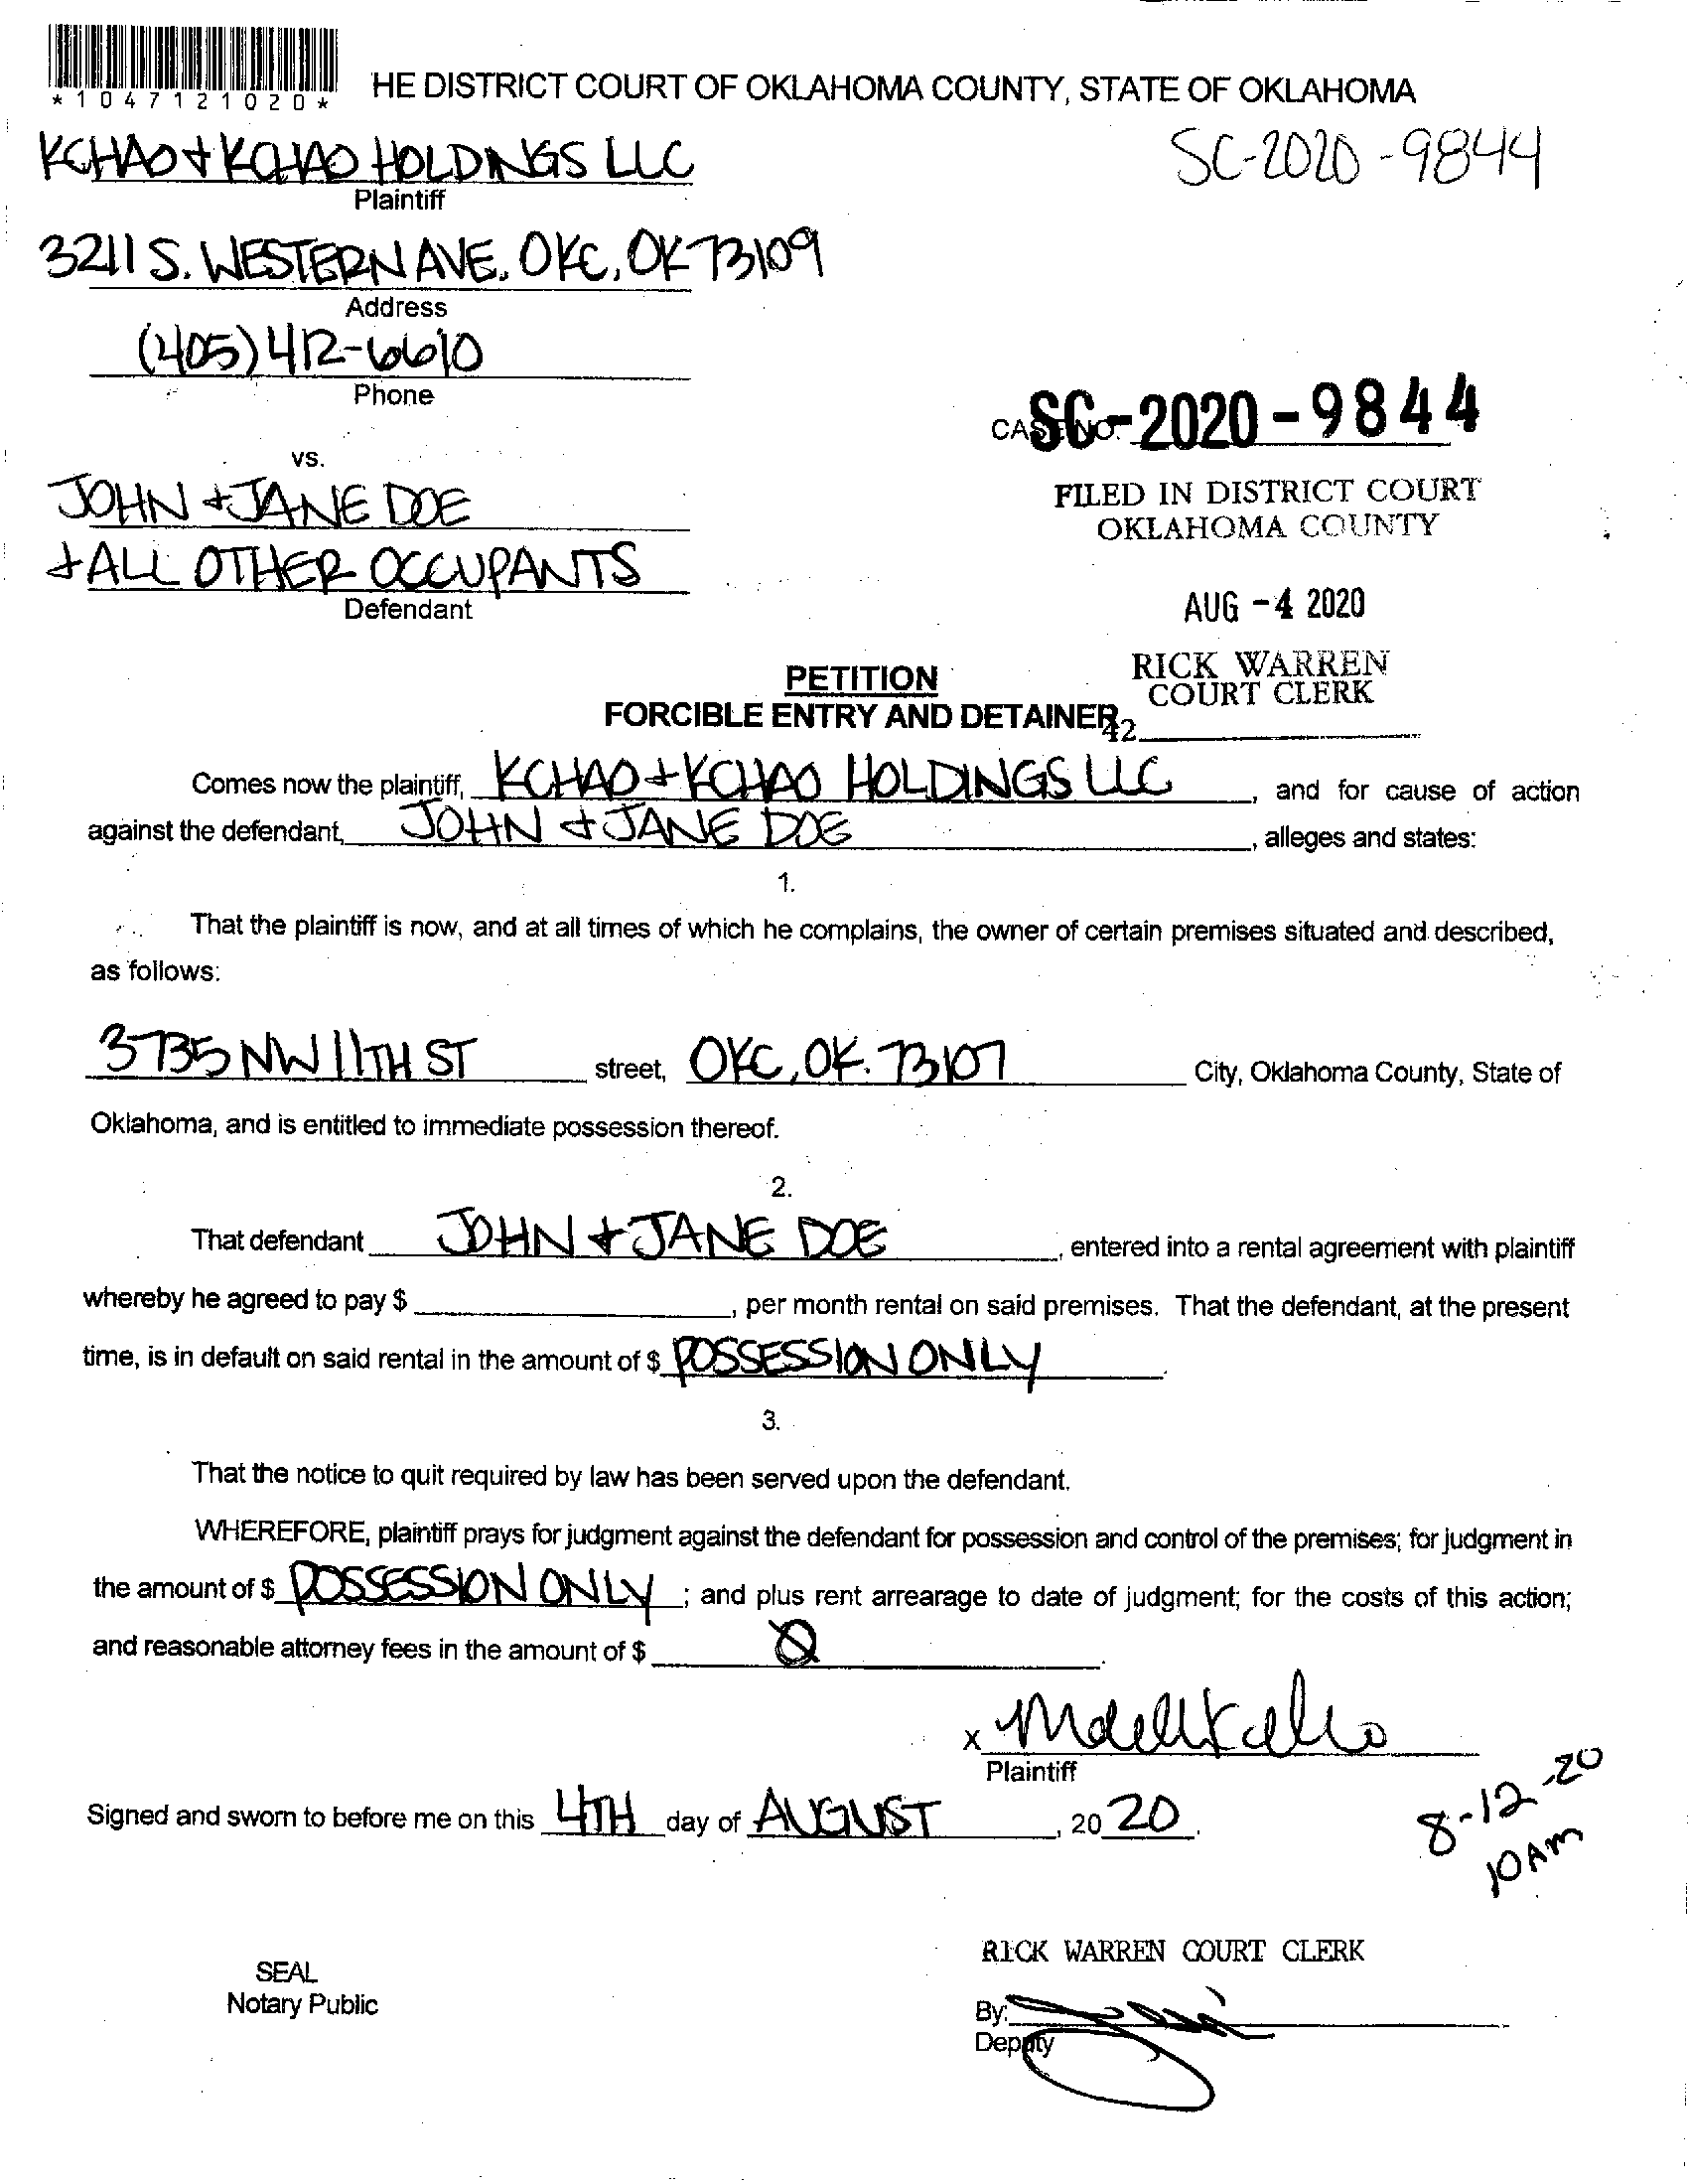 *1047121020*
HE DISTRICT COURT OF OKLAHOMA COUNTY, STATE OF OKLAHOMA
KCHAO + KCHAO HOLDINGS LLC
SC-2020-9844
Plaintiff
3211 S. WESTERN AVE. OKC, OK 73109
Address
(405) 412-6610
Phone
CASE NO. SC-2020-9844
vs.
JOHN + JANE DOE
FILED IN DISTRICT COURT
OKLAHOMA COUNTY
+ ALL OTHER OCCUPANTS
Defendant
AUG -4 2020
RICK WARREN
COURT CLERK
PETITION
FORCIBLE ENTRY AND DETAINER
42
Comes now the plaintiff, KCHAO + KCHAO HOLDINGS LLC, and for cause of action
against the defendant, JOHN + JANE DOE, alleges and states:
1.
That the plaintiff is now, and at all times of which he complains, the owner of certain premises situated and described,
as follows:
3735 NW 11TH ST street, OKC, OK. 73107 City, Oklahoma County, State of
Oklahoma, and is entitled to immediate possession thereof.
2.
That defendant JOHN + JANE DOE, entered into a rental agreement with plaintiff
whereby he agreed to pay $, per month rental on said premises. That the defendant, at the present
time, is in default on said rental in the amount of $ POSSESSION ONLY.
3.
That the notice to quit required by law has been served upon the defendant.
WHEREFORE, plaintiff prays for judgment against the defendant for possession and control of the premises; for judgment in
the amount of $ POSSESSION ONLY; and plus rent arrearage to date of judgment; for the costs of this action;
and reasonable attorney fees in the amount of $ 0.
x
Plaintiff
Signed and sworn to before me on this 4TH day of AUGUST, 2020.
8-12-20
10AM
RICK WARREN COURT CLERK
SEAL
Notary Public
By:
Deputy